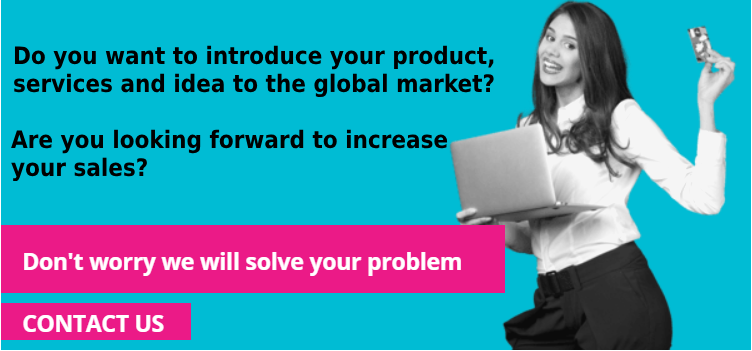 Do you want to introduce your product,
services and idea to the global market?
Are you looking forward to increase
your sales?
Don't worry we will solve your problem
CONTACT US